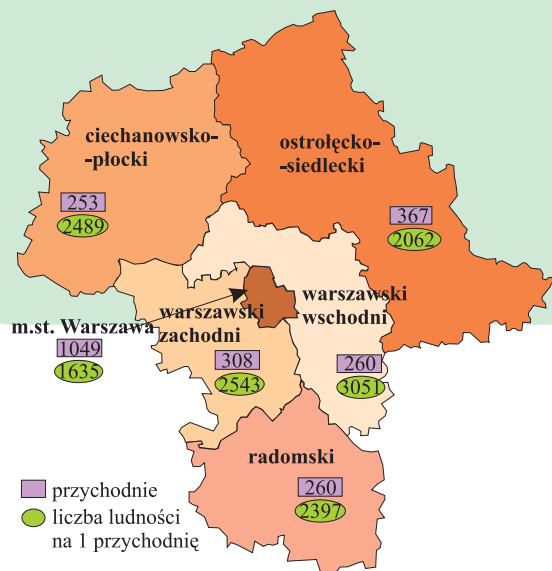 ciechanowsko-
-płocki
253
2489
ostrołęcko-
-siedlecki
367
2062
m.st. Warszawa
1049
1635
warszawski
zachodni
308
2543
warszawski
wschodni
260
3051
radomski
260
2397
przychodnie
liczba ludności
na 1 przychodnię